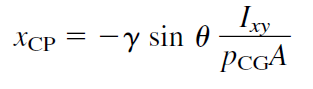 x_CP = −γ sin θ I_xy / p_CG A